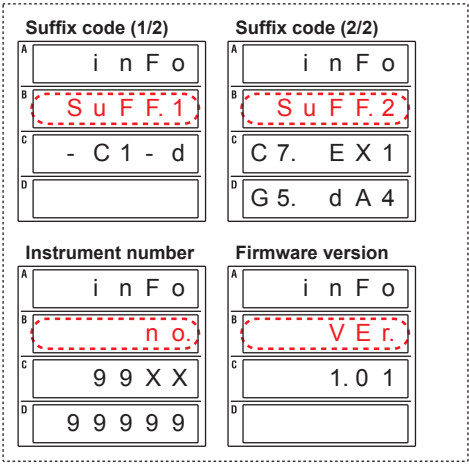 Suffix code (1/2)
A
i n F o
B
S u F F. 1
C
- C 1 - d
D
Suffix code (2/2)
A
i n F o
B
S u F F. 2
C
C 7. E X 1
D
G 5. d A 4
Instrument number
A
i n F o
B
n o.
C
9 9 X X
D
9 9 9 9 9
Firmware version
A
i n F o
B
V E r.
C
1. 0 1
D